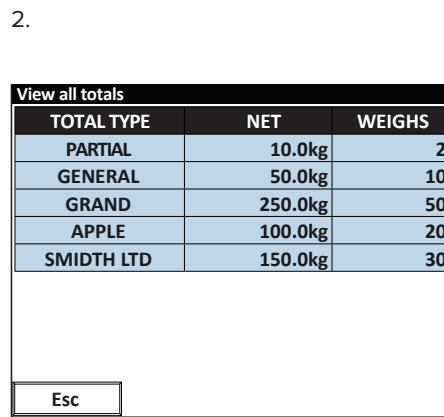 2.
View all totals
TOTAL TYPE NET WEIGHS
PARTIAL 10.0kg 2
GENERAL 50.0kg 10
GRAND 250.0kg 50
APPLE 100.0kg 20
SMIDTH LTD 150.0kg 30
Esc